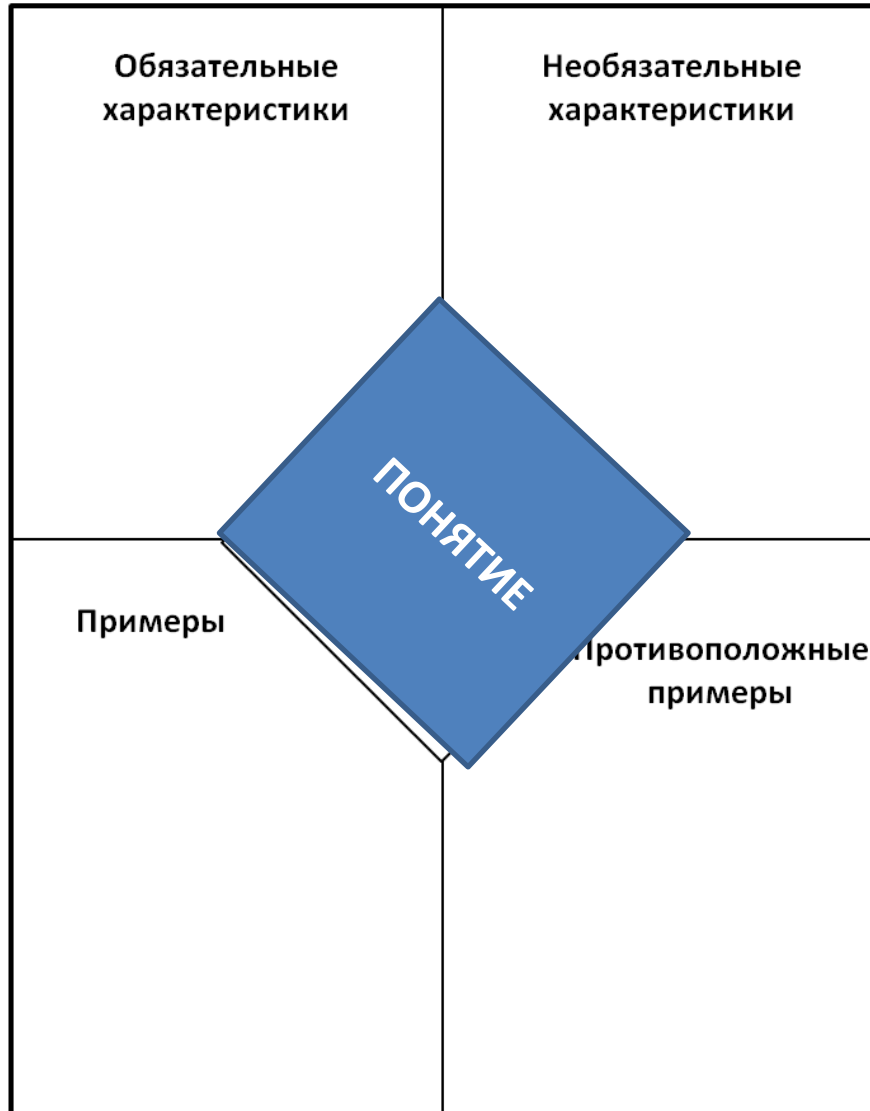 Обязательные
характеристики
Необязательные
характеристики
ПОНЯТИЕ
Примеры
Противоположные
примеры